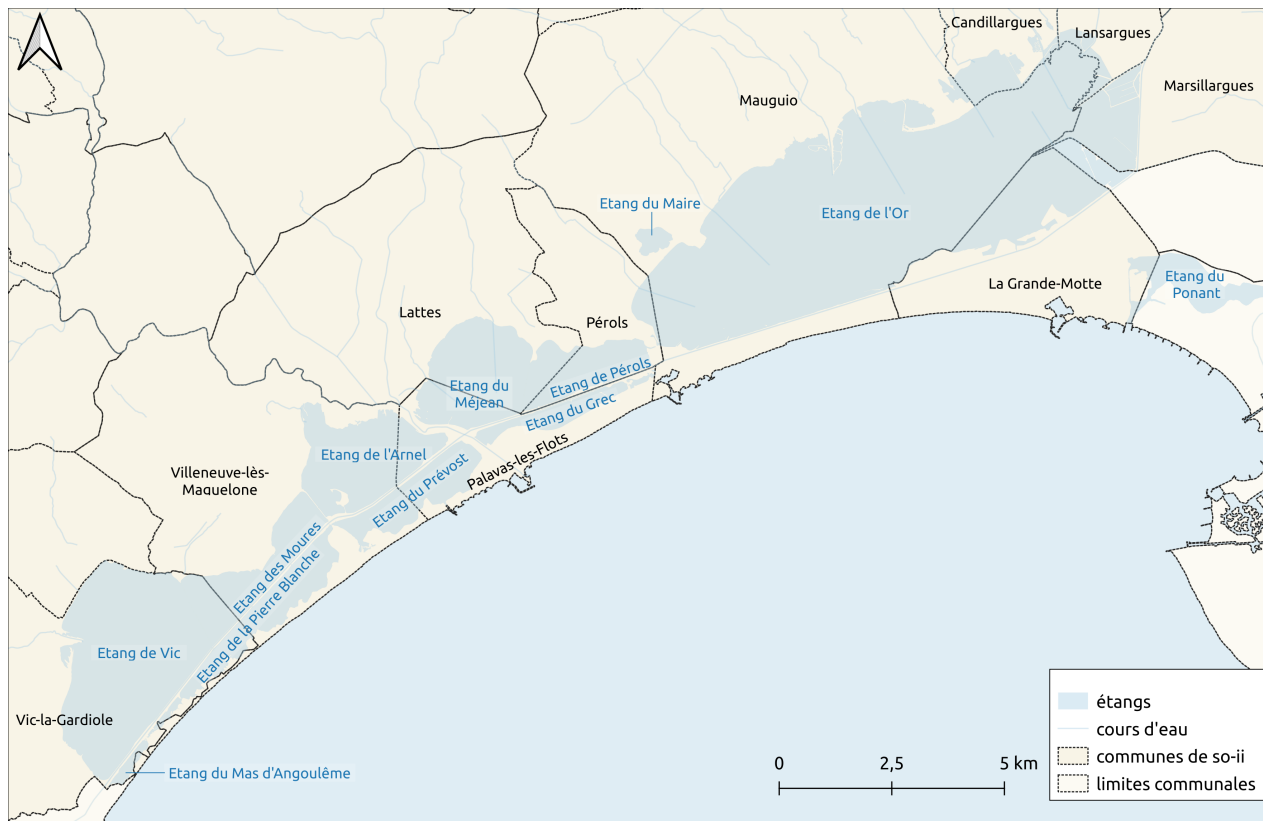 Candillargues
Lansargues
Marsillargues
Mauguio
Etang du Maire
Etang de l'Or
Etang du
Ponant
La Grande-Motte
Lattes
Pérols
Etang de Pérols
Etang du
Méjean
Etang du Grec
Palavas-les-Flots
Etang de l'Arnel
Villeneuve-lès-
Maguelone
Etang du Prévost
Etang des Moures
Etang de la Pierre Blanche
Etang de Vic
Vic-la-Gardiole
Etang du Mas d'Angoulême
0 2,5 5 km
étangs
cours d'eau
communes de so-ii
limites communales